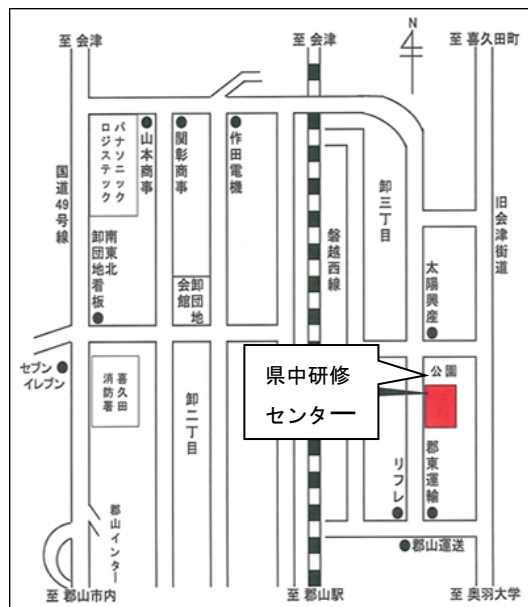 至 会津
至 会津
N
至 喜久田町
パナソニック
ロジステック
山本商事
関彰商事
作田電機
国道49号線
南東北
卸団地看板
卸団地
会館
磐越西線
卸三丁目
旧会津街道
太陽興産
セブン
イレブン
喜久田
消防署
卸二丁目
県中研修
センター
公園
郡東運輸
リフレ
郡山インター
郡山運送
至 郡山市内
至 郡山駅
至 奥羽大学